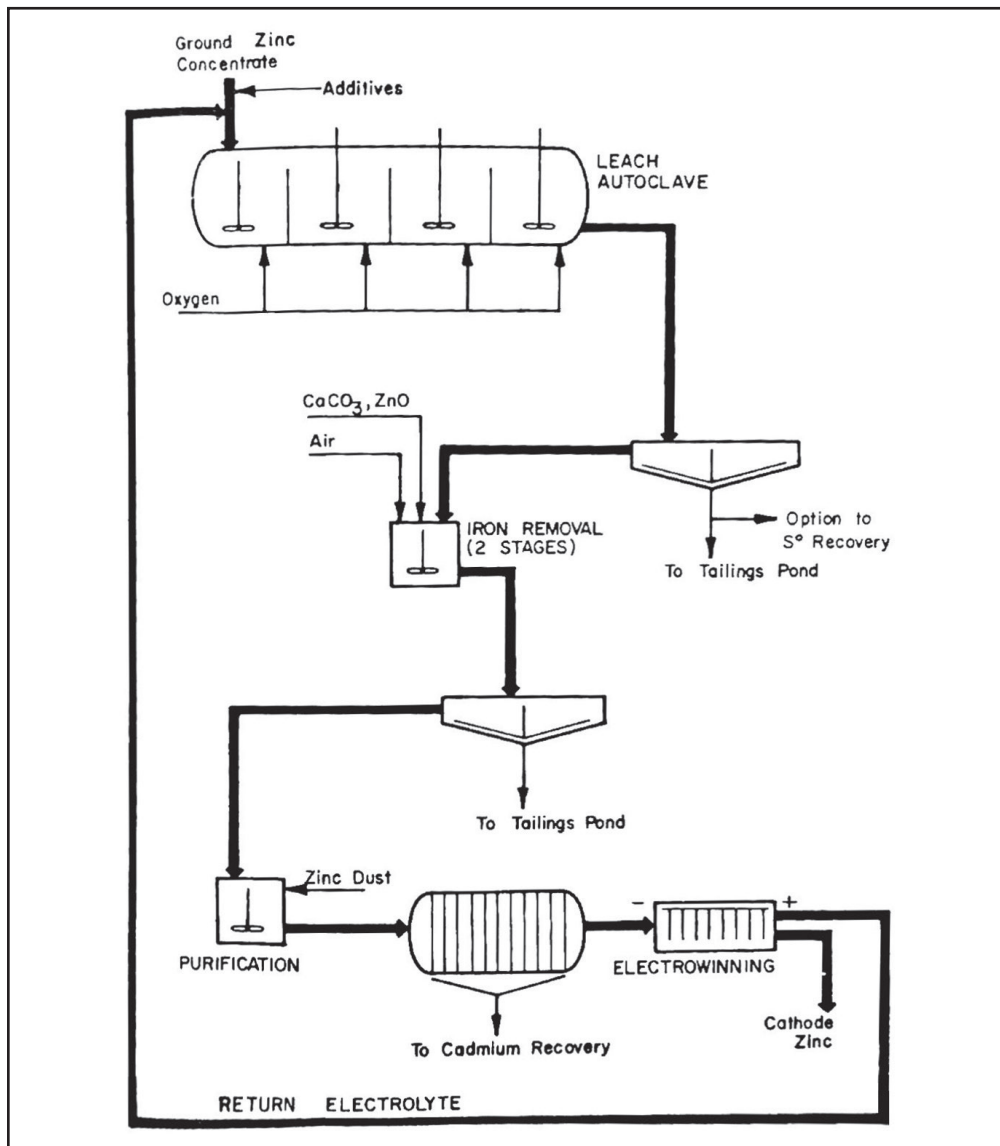 Ground Zinc
Concentrate
Additives
LEACH
AUTOCLAVE
Oxygen
CaCO₃, ZnO
Air
IRON REMOVAL
(2 STAGES)
Option to
S° Recovery
To Tailings Pond
To Tailings Pond
Zinc Dust
PURIFICATION
- +
ELECTROWINNING
Cathode
Zinc
To Cadmium Recovery
RETURN ELECTROLYTE